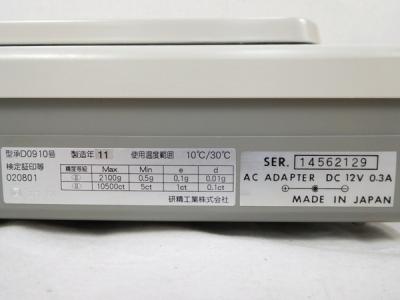 型承D0910号 製造年 11 使用温度範囲 10℃/30℃
検定証印等
020801
精度等級 Max Min e d
Ⅱ 2100g 0.5g 0.1g 0.01g
Ⅱ 10500ct 5ct 1ct 0.1ct
研精工業株式会社
SER. 14562129
AC ADAPTER DC 12V 0.3A
MADE IN JAPAN